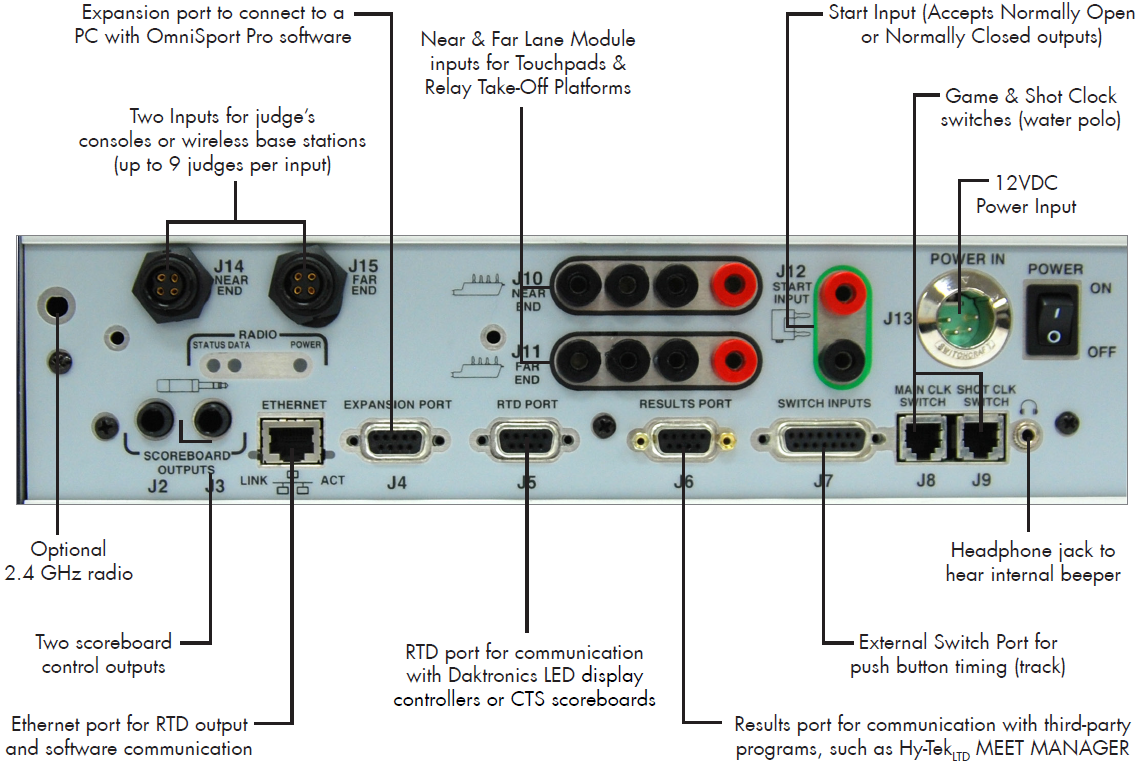 Expansion port to connect to a
PC with OmniSport Pro software
Start Input (Accepts Normally Open
or Normally Closed outputs)
Near & Far Lane Module
inputs for Touchpads &
Relay Take-Off Platforms
Game & Shot Clock
switches (water polo)
Two Inputs for judge's
consoles or wireless base stations
(up to 9 judges per input)
12VDC
Power Input
J14
NEAR
END
J15
FAR
END
J10
NEAR
END
J12
START
INPUT
POWER IN
J13
SWITCHCRAFT
POWER
ON
OFF
RADIO
STATUS DATA POWER
J11
FAR
END
ETHERNET
EXPANSION PORT
RTD PORT
RESULTS PORT
SWITCH INPUTS
MAIN CLK
SWITCH
SHOT CLK
SWITCH
SCOREBOARD
OUTPUTS
J2
J3
LINK
ACT
J4
J5
J6
J7
J8
J9
Optional
2.4 GHz radio
Headphone jack to
hear internal beeper
Two scoreboard
control outputs
RTD port for communication
with Daktronics LED display
controllers or CTS scoreboards
External Switch Port for
push button timing (track)
Ethernet port for RTD output
and software communication
Results port for communication with third-party
programs, such as Hy-TekLTD MEET MANAGER